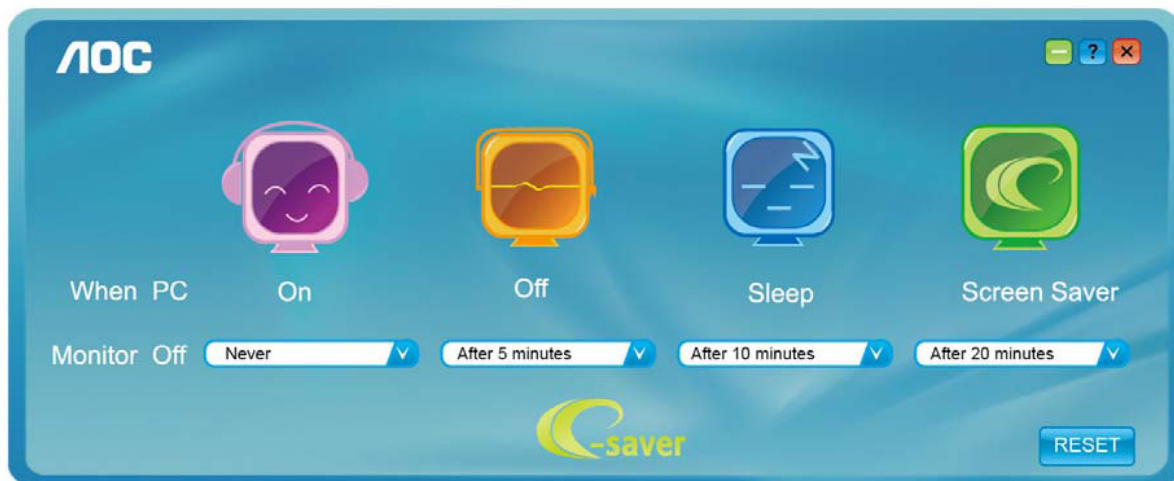 AOC
?
When PC On Off Sleep Screen Saver
Monitor Off Never After 5 minutes After 10 minutes After 20 minutes
e-saver
RESET